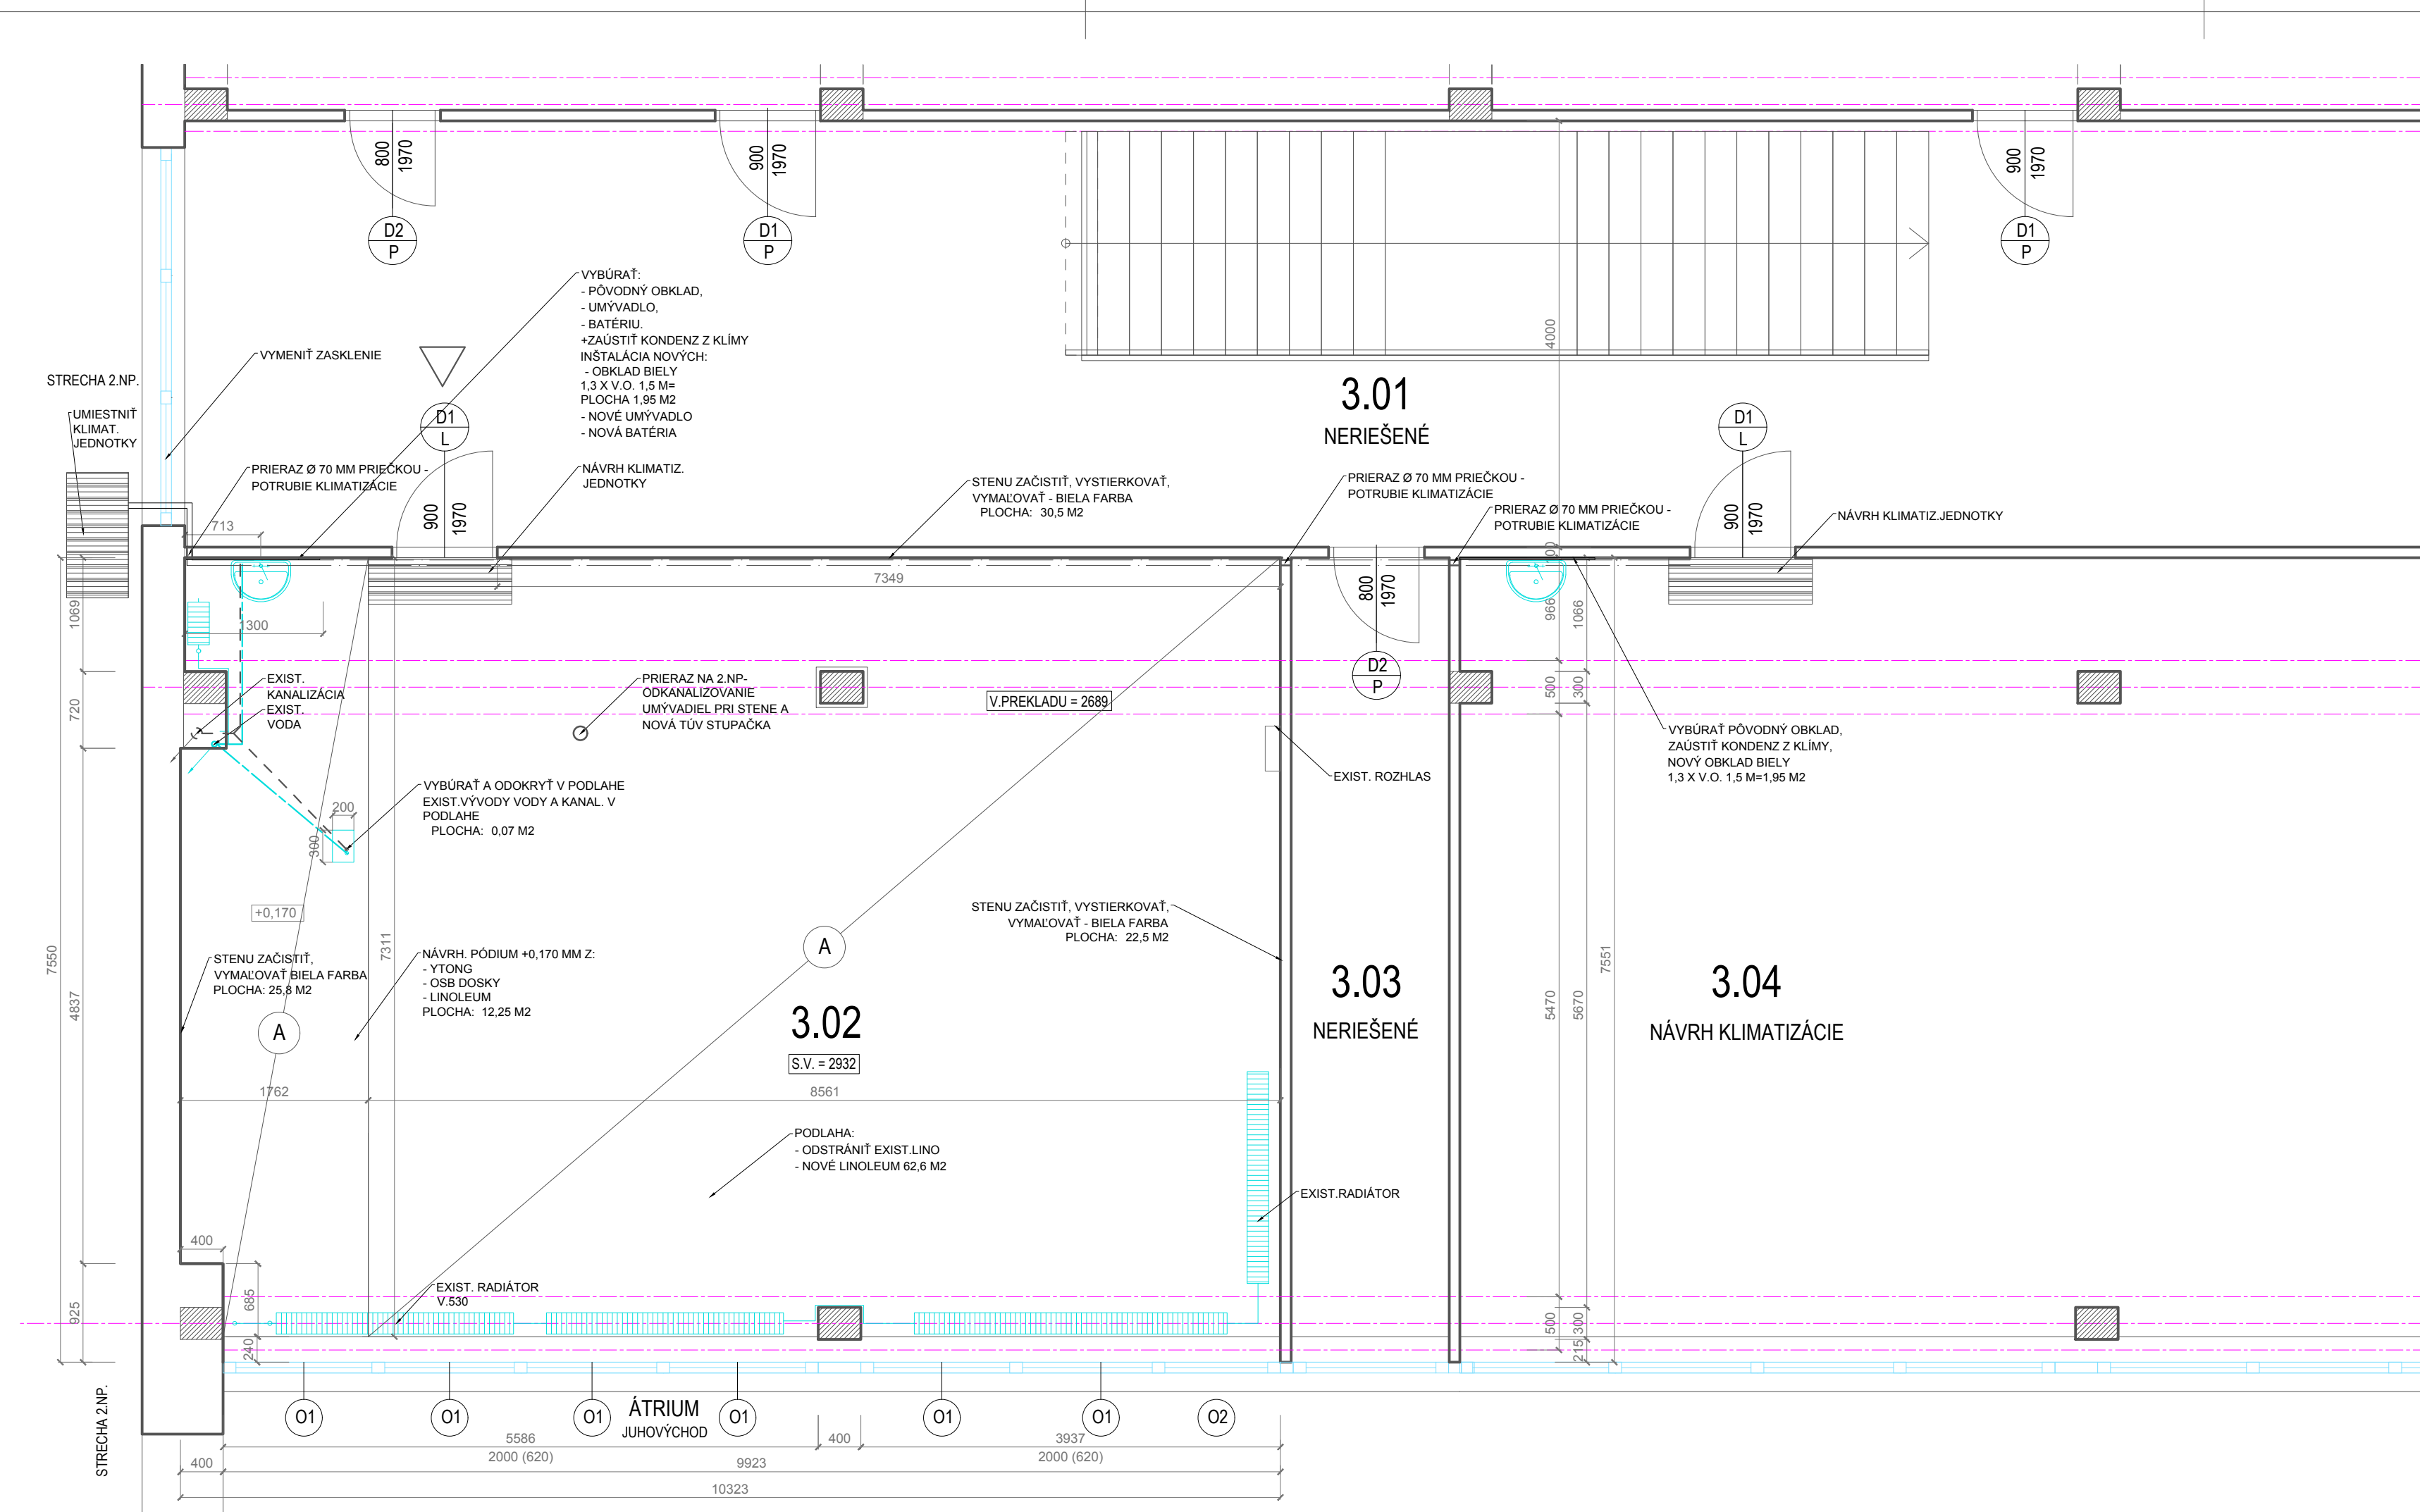 800
1970
D2
P
900
1970
D1
P
900
1970
D1
P
VYBÚRAŤ:
- PÔVODNÝ OBKLAD,
- UMÝVADLO,
- BATÉRIU.
+ZAÚSTIŤ KONDENZ Z KLÍMY
INŠTALÁCIA NOVÝCH:
- OBKLAD BIELY
1,3 X V.O. 1,5 M=
PLOCHA 1,95 M2
- NOVÉ UMÝVADLO
- NOVÁ BATÉRIA
VYMENIŤ ZASKLENIE
STRECHA 2.NP.
UMIESTNIŤ
KLIMAT.
JEDNOTKY
D1
L
900
1970
4000
3.01
NERIEŠENÉ
D1
L
900
1970
PRIERAZ Ø 70 MM PRIEČKOU -
POTRUBIE KLIMATIZÁCIE
NÁVRH KLIMATIZ.
JEDNOTKY
STENU ZAČISTIŤ, VYSTIERKOVAŤ,
VYMAĽOVAŤ - BIELA FARBA
PLOCHA: 30,5 M2
PRIERAZ Ø 70 MM PRIEČKOU -
POTRUBIE KLIMATIZÁCIE
PRIERAZ Ø 70 MM PRIEČKOU -
POTRUBIE KLIMATIZÁCIE
NÁVRH KLIMATIZ.JEDNOTKY
713
7349
1300
1069
720
7550
4837
925
800
1970
D2
P
966
1066
500
300
EXIST.
KANALIZÁCIA
EXIST.
VODA
PRIERAZ NA 2.NP-
ODKANALIZOVANIE
UMÝVADIEL PRI STENE A
NOVÁ TÚV STUPAČKA
V.PREKLADU = 2689
EXIST. ROZHLAS
VYBÚRAŤ PÔVODNÝ OBKLAD,
ZAÚSTIŤ KONDENZ Z KLÍMY,
NOVÝ OBKLAD BIELY
1,3 X V.O. 1,5 M=1,95 M2
VYBÚRAŤ A ODOKRYŤ V PODLAHE
EXIST.VÝVODY VODY A KANAL. V
PODLAHE
PLOCHA: 0,07 M2
200
300
+0,170
7311
STENU ZAČISTIŤ,
VYMAĽOVAŤ BIELA FARBA
PLOCHA: 25,8 M2
NÁVRH. PÓDIUM +0,170 MM Z:
- YTONG
- OSB DOSKY
- LINOLEUM
PLOCHA: 12,25 M2
A
A
STENU ZAČISTIŤ, VYSTIERKOVAŤ,
VYMAĽOVAŤ - BIELA FARBA
PLOCHA: 22,5 M2
3.02
S.V. = 2932
3.03
NERIEŠENÉ
5470
5670
7551
3.04
NÁVRH KLIMATIZÁCIE
1762
8561
PODLAHA:
- ODSTRÁNIŤ EXIST.LINO
- NOVÉ LINOLEUM 62,6 M2
EXIST.RADIÁTOR
400
685
240
EXIST. RADIÁTOR
V.530
500
300
215
O1
O1
O1
O1
O1
O1
O2
ÁTRIUM
JUHOVÝCHOD
STRECHA 2.NP.
5586
400
3937
2000 (620)
2000 (620)
400
9923
10323